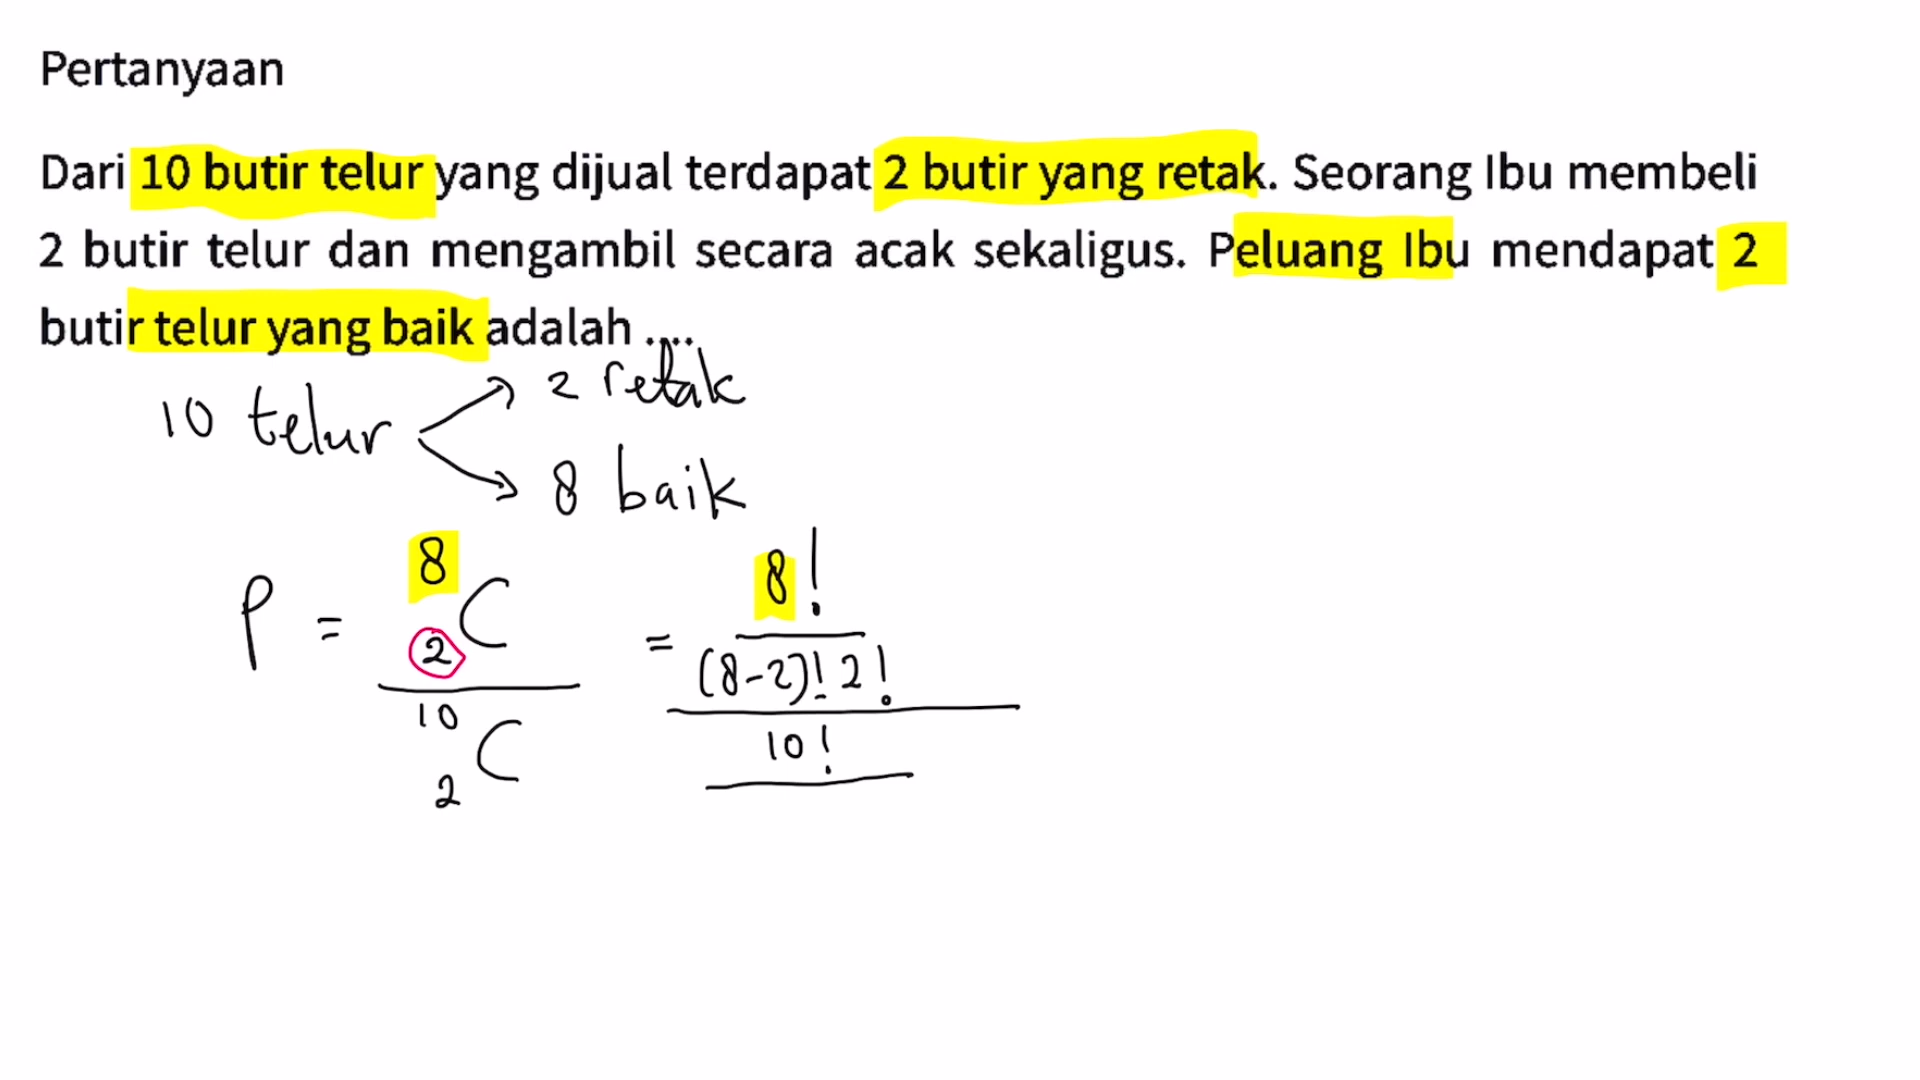 Pertanyaan
Dari 10 butir telur yang dijual terdapat 2 butir yang retak. Seorang Ibu membeli
2 butir telur dan mengambil secara acak sekaligus. Peluang Ibu mendapat 2
butir telur yang baik adalah ....
2 retak
10 telur
8 baik
8 8!
P = 2 C = (8-2)! 2!
10 C 10!
2